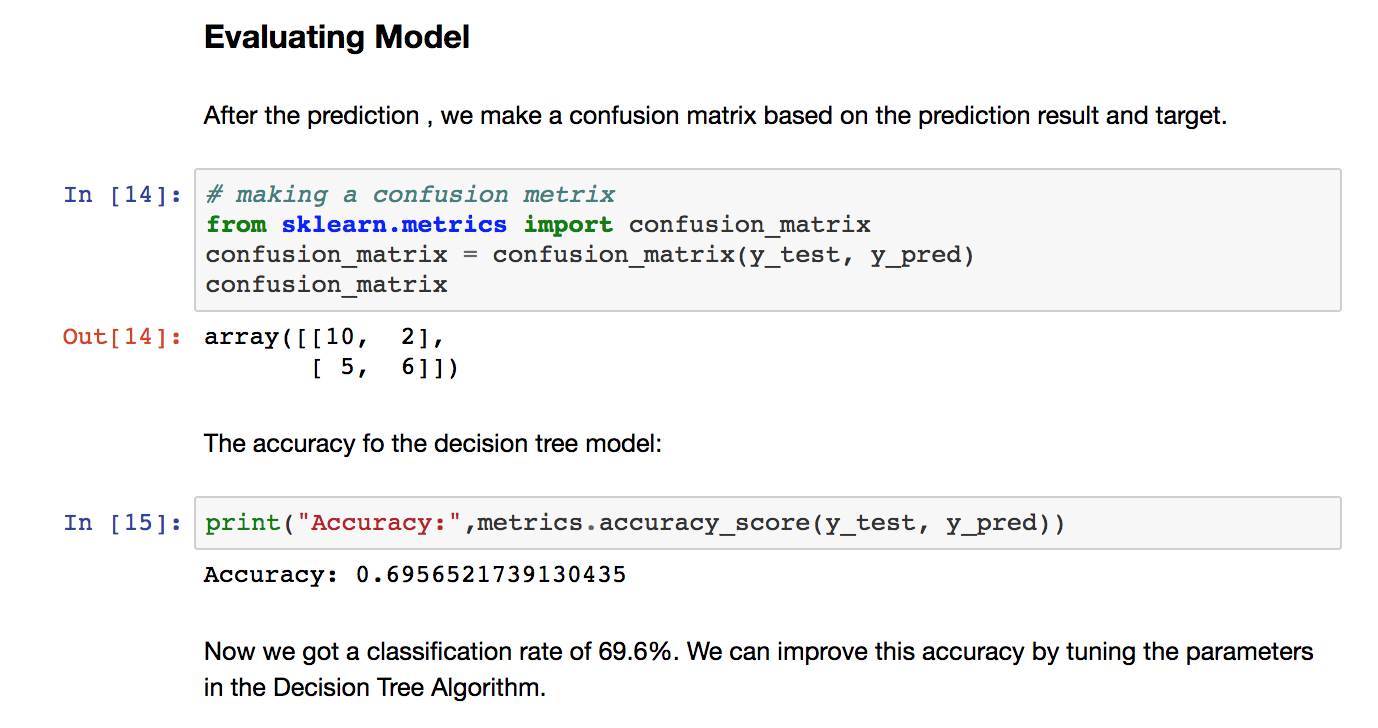 Evaluating Model
After the prediction , we make a confusion matrix based on the prediction result and target.
In [14]:
# making a confusion metrix
from sklearn.metrics import confusion_matrix
confusion_matrix = confusion_matrix(y_test, y_pred)
confusion_matrix
Out[14]: array([[10,  2],
       [ 5,  6]])
The accuracy fo the decision tree model:
In [15]: print("Accuracy:",metrics.accuracy_score(y_test, y_pred))
Accuracy: 0.6956521739130435
Now we got a classification rate of 69.6%. We can improve this accuracy by tuning the parameters
in the Decision Tree Algorithm.